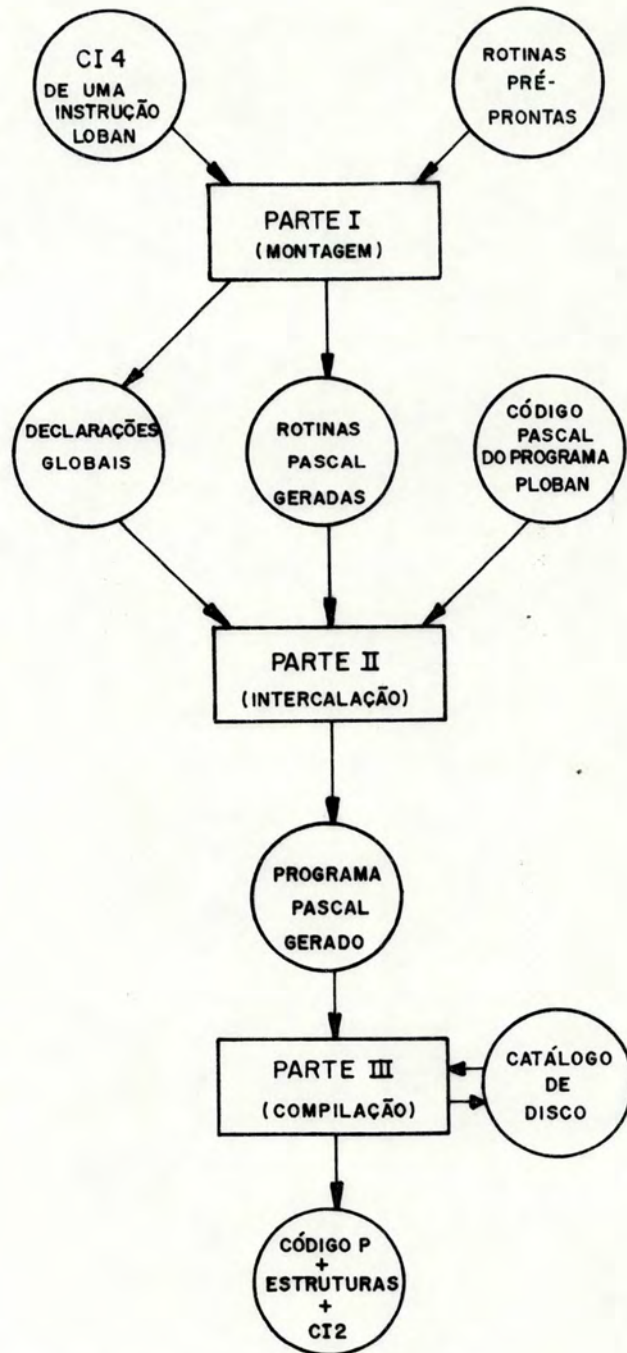 CI 4
DE UMA
INSTRUÇÃO
LOBAN
ROTINAS
PRÉ-
PRONTAS
PARTE I
(MONTAGEM)
DECLARAÇÕES
GLOBAIS
ROTINAS
PASCAL
GERADAS
CÓDIGO
PASCAL
DO PROGRAMA
PLOBAN
PARTE II
(INTERCALAÇÃO)
PROGRAMA
PASCAL
GERADO
PARTE III
(COMPILAÇÃO)
CATÁLOGO
DE
DISCO
CÓDIGO P
+
ESTRUTURAS
+
CI2